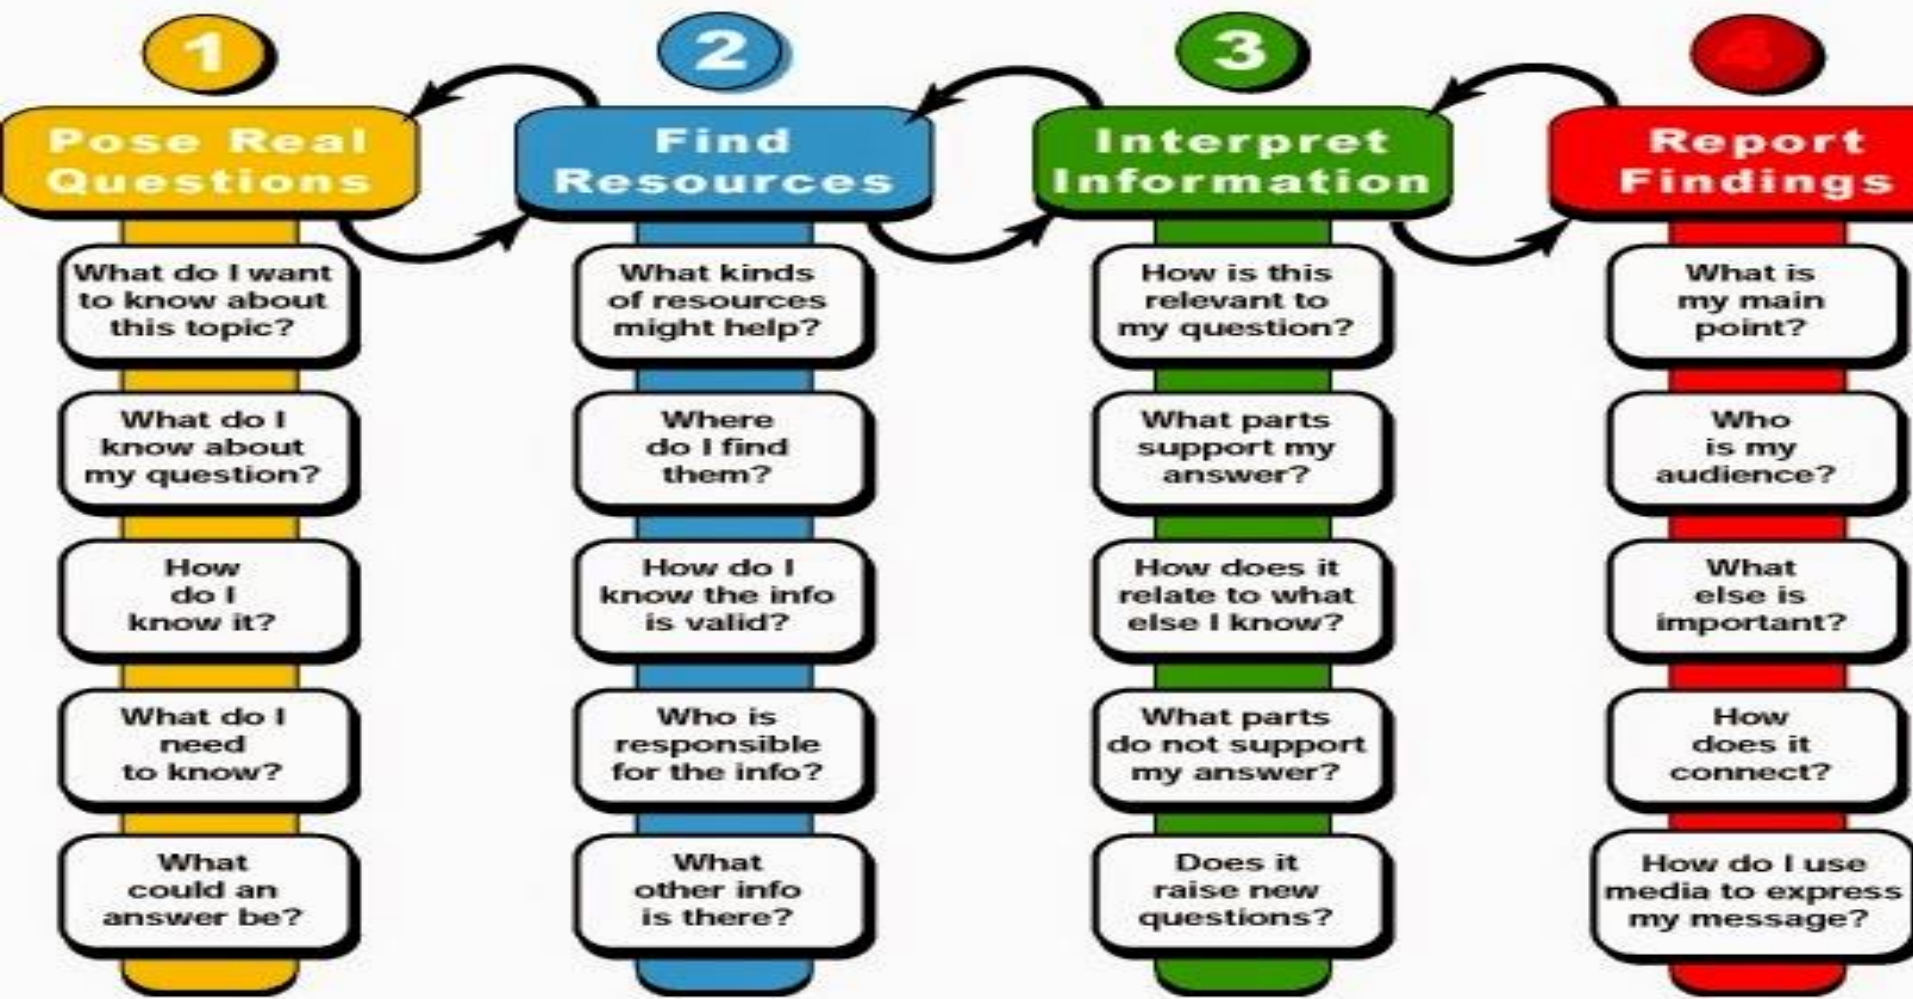 1
Pose Real
Questions
What do I want
to know about
this topic?
What do I
know about
my question?
How
do I
know it?
What do I
need
to know?
What
could an
answer be?
2
Find
Resources
What kinds
of resources
might help?
Where
do I find
them?
How do I
know the info
is valid?
Who is
responsible
for the info?
What
other info
is there?
3
Interpret
Information
How is this
relevant to
my question?
What parts
support my
answer?
How does it
relate to what
else I know?
What parts
do not support
my answer?
Does it
raise new
questions?
4
Report
Findings
What is
my main
point?
Who
is my
audience?
What
else is
important?
How
does it
connect?
How do I use
media to express
my message?